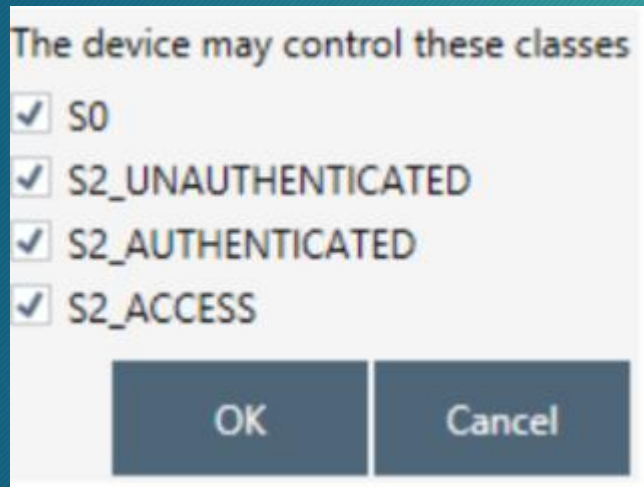 The device may control these classes
S0
S2_UNAUTHENTICATED
S2_AUTHENTICATED
S2_ACCESS
OK Cancel